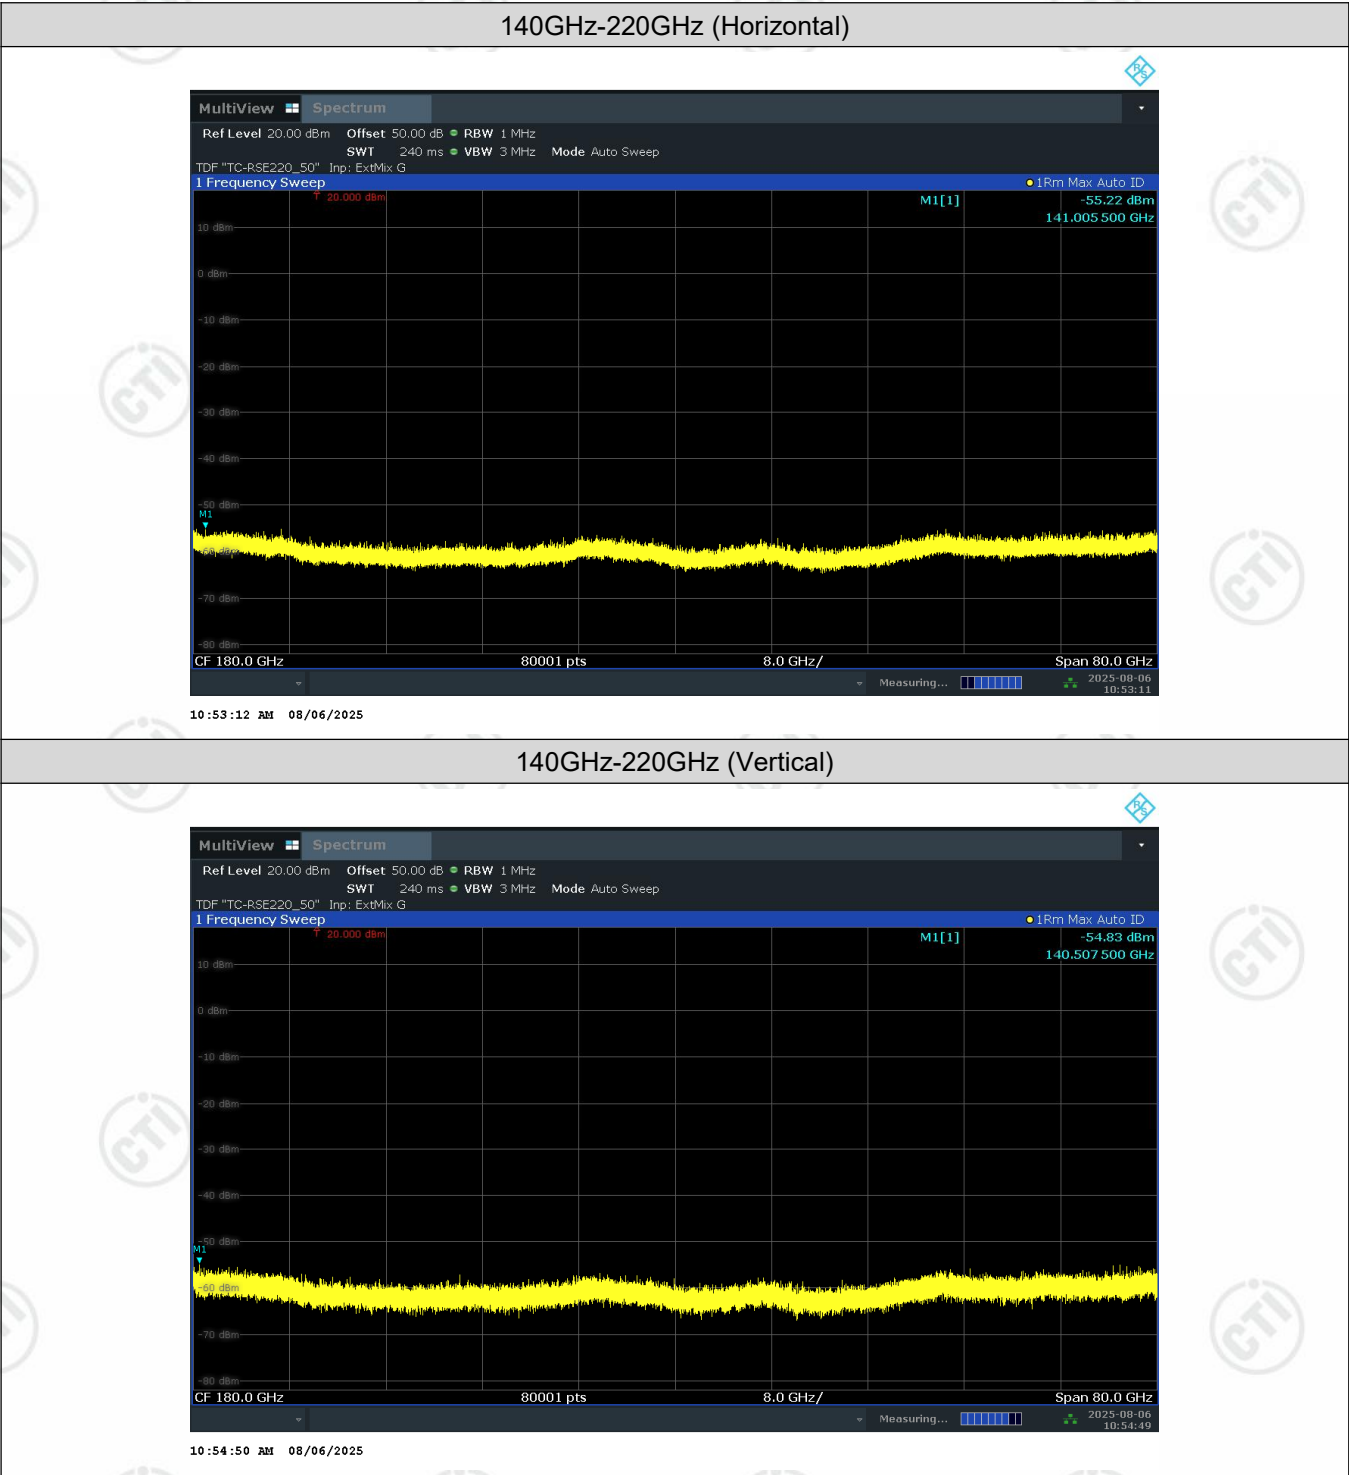 140GHz-220GHz (Horizontal)
R&S
MultiView Spectrum
Ref Level 20.00 dBm Offset 50.00 dB RBW 1 MHz
SWT 240 ms VBW 3 MHz Mode Auto Sweep
TDF "TC-RSE220_50" Inp: ExtMix G
1 Frequency Sweep 1Rm Max Auto ID
20.000 dBm M1[1] -55.22 dBm
141.005 500 GHz
10 dBm
0 dBm
-10 dBm
-20 dBm
-30 dBm
-40 dBm
-50 dBm
M1
-60 dBm
-70 dBm
-80 dBm
CF 180.0 GHz 80001 pts 8.0 GHz/ Span 80.0 GHz
Measuring... 2025-08-06
10:53:11
10:53:12 AM 08/06/2025
140GHz-220GHz (Vertical)
R&S
MultiView Spectrum
Ref Level 20.00 dBm Offset 50.00 dB RBW 1 MHz
SWT 240 ms VBW 3 MHz Mode Auto Sweep
TDF "TC-RSE220_50" Inp: ExtMix G
1 Frequency Sweep 1Rm Max Auto ID
20.000 dBm M1[1] -54.83 dBm
140.507 500 GHz
10 dBm
0 dBm
-10 dBm
-20 dBm
-30 dBm
-40 dBm
-50 dBm
M1
-60 dBm
-70 dBm
-80 dBm
CF 180.0 GHz 80001 pts 8.0 GHz/ Span 80.0 GHz
Measuring... 2025-08-06
10:54:49
10:54:50 AM 08/06/2025
CTI
CTI
CTI
CTI
CTI
CTI